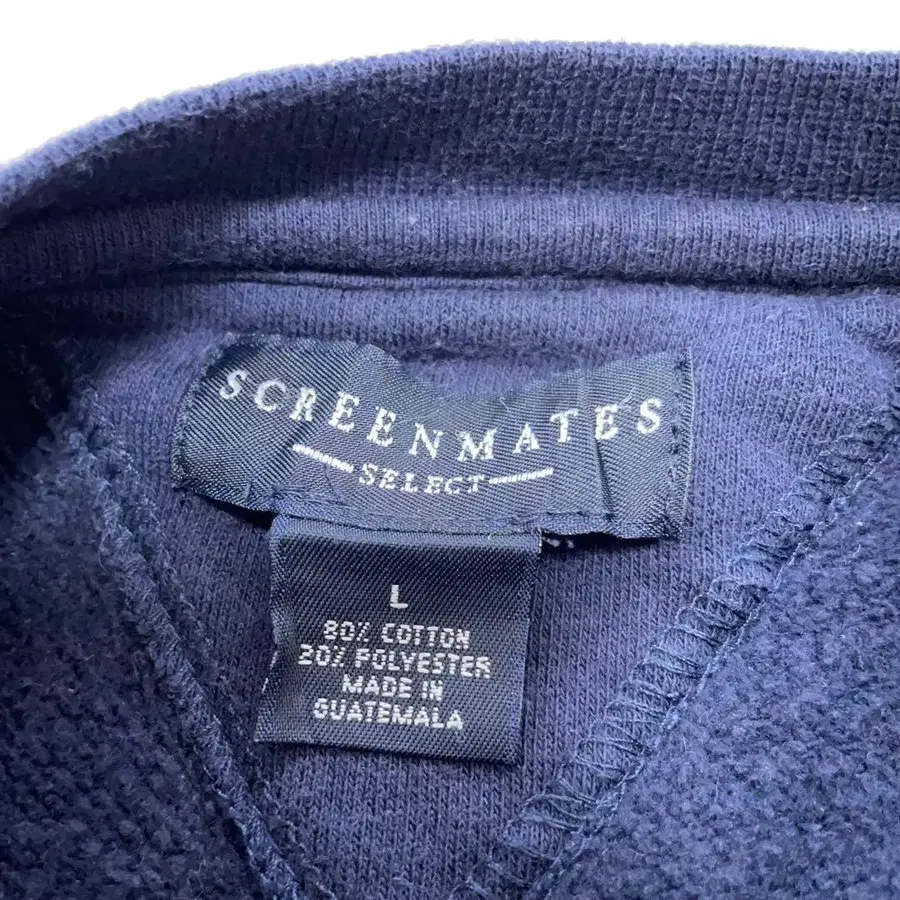 SCREENMATES
SELECT
L
80% COTTON
20% POLYESTER
MADE IN
GUATEMALA